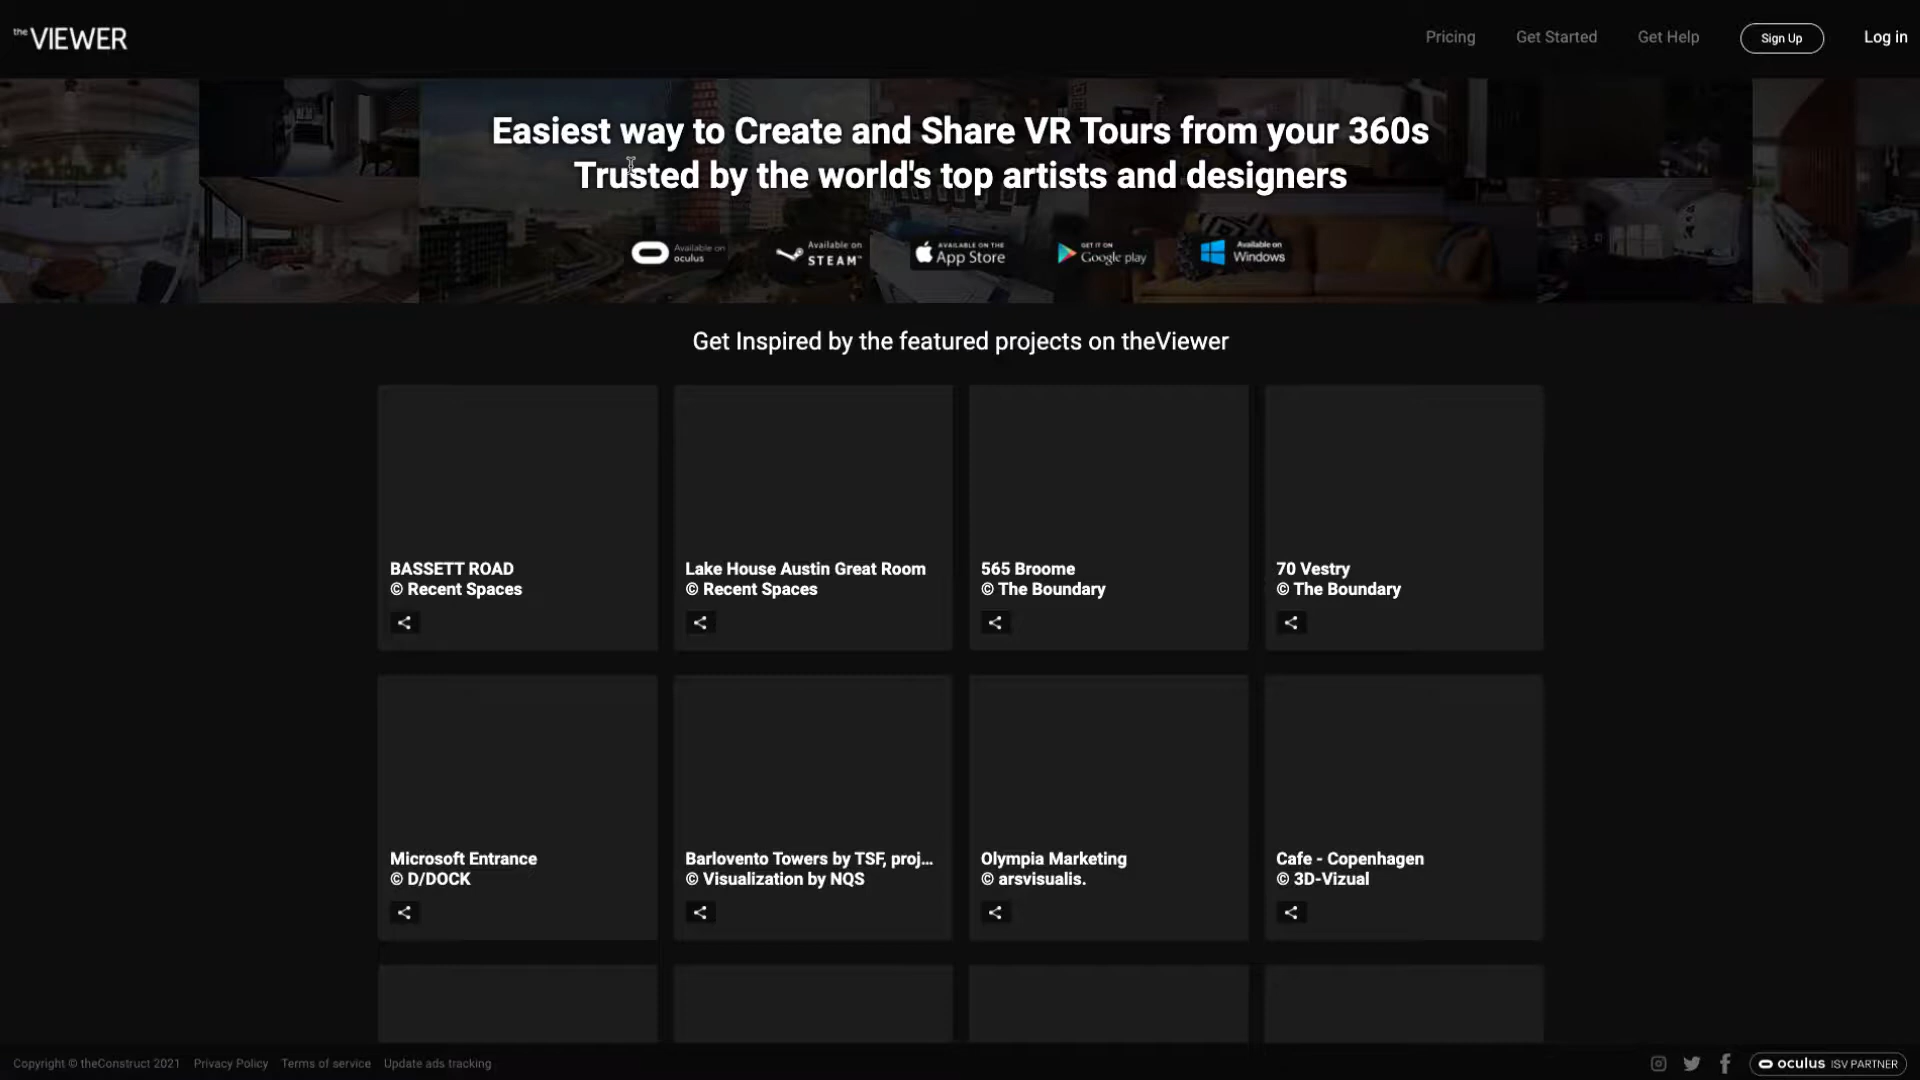 the VIEWER
Pricing
Get Started
Get Help
Sign Up
Log in
Easiest way to Create and Share VR Tours from your 360s
Trusted by the world's top artists and designers
Available on
oculus
Available on
STEAM™
AVAILABLE ON THE
App Store
GET IT ON
Google play
Available on
Windows
Get Inspired by the featured projects on theViewer
BASSETT ROAD
© Recent Spaces
Lake House Austin Great Room
© Recent Spaces
565 Broome
© The Boundary
70 Vestry
© The Boundary
Microsoft Entrance
© D/DOCK
Barlovento Towers by TSF, proj...
© Visualization by NQS
Olympia Marketing
© arsvisualis.
Cafe - Copenhagen
© 3D-Vizual
Copyright © theConstruct 2021
Privacy Policy
Terms of service
Update ads tracking
oculus ISV PARTNER